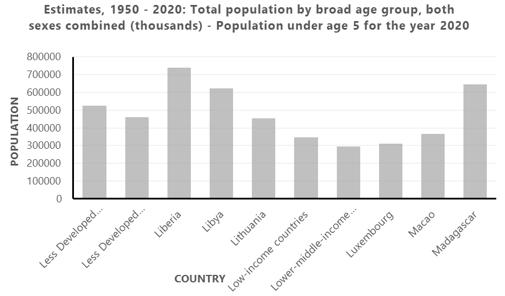 Estimates, 1950 - 2020: Total population by broad age group, both
sexes combined (thousands) - Population under age 5 for the year 2020
POPULATION
800000
700000
600000
500000
400000
300000
200000
100000
0
Less Developed...
Less Developed...
Liberia
Libya
Lithuania
Low-income countries
Lower-middle-income...
Luxembourg
Macao
Madagascar
COUNTRY